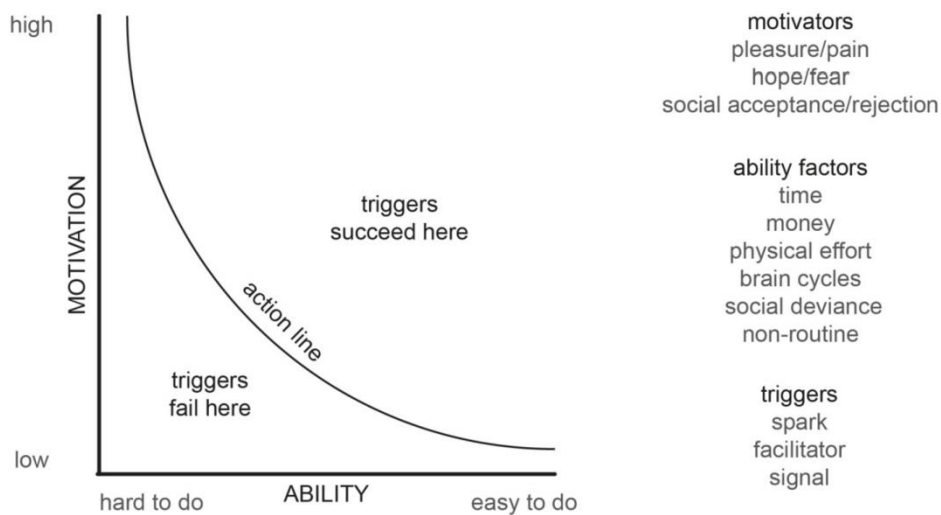 high
MOTIVATION
low
triggers
succeed here
action line
triggers
fail here
hard to do
ABILITY
easy to do
motivators
pleasure/pain
hope/fear
social acceptance/rejection
ability factors
time
money
physical effort
brain cycles
social deviance
non-routine
triggers
spark
facilitator
signal